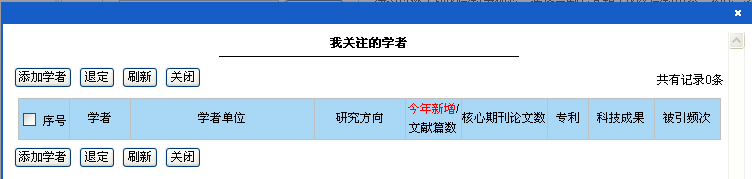 我关注的学者
添加学者 退定 刷新 关闭 共有记录0条
序号 学者 学者单位 研究方向 今年新增/ 核心期刊论文数 专利 科技成果 被引频次
文献篇数
添加学者 退定 刷新 关闭